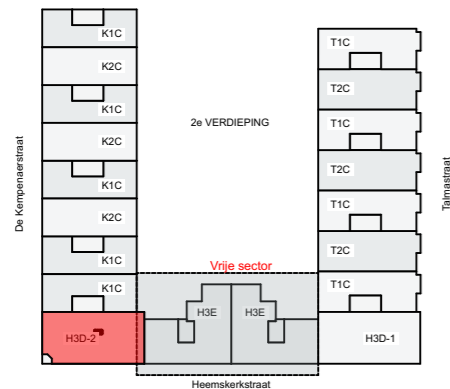 K1C
K2C
K1C
K2C
K1C
K2C
K1C
K1C
H3D-2
De Kempenaerstraat
2e VERDIEPING
Vrije sector
H3E
H3E
Heemskerkstraat
T1C
T2C
T1C
T2C
T1C
T2C
T1C
H3D-1
Talmastraat